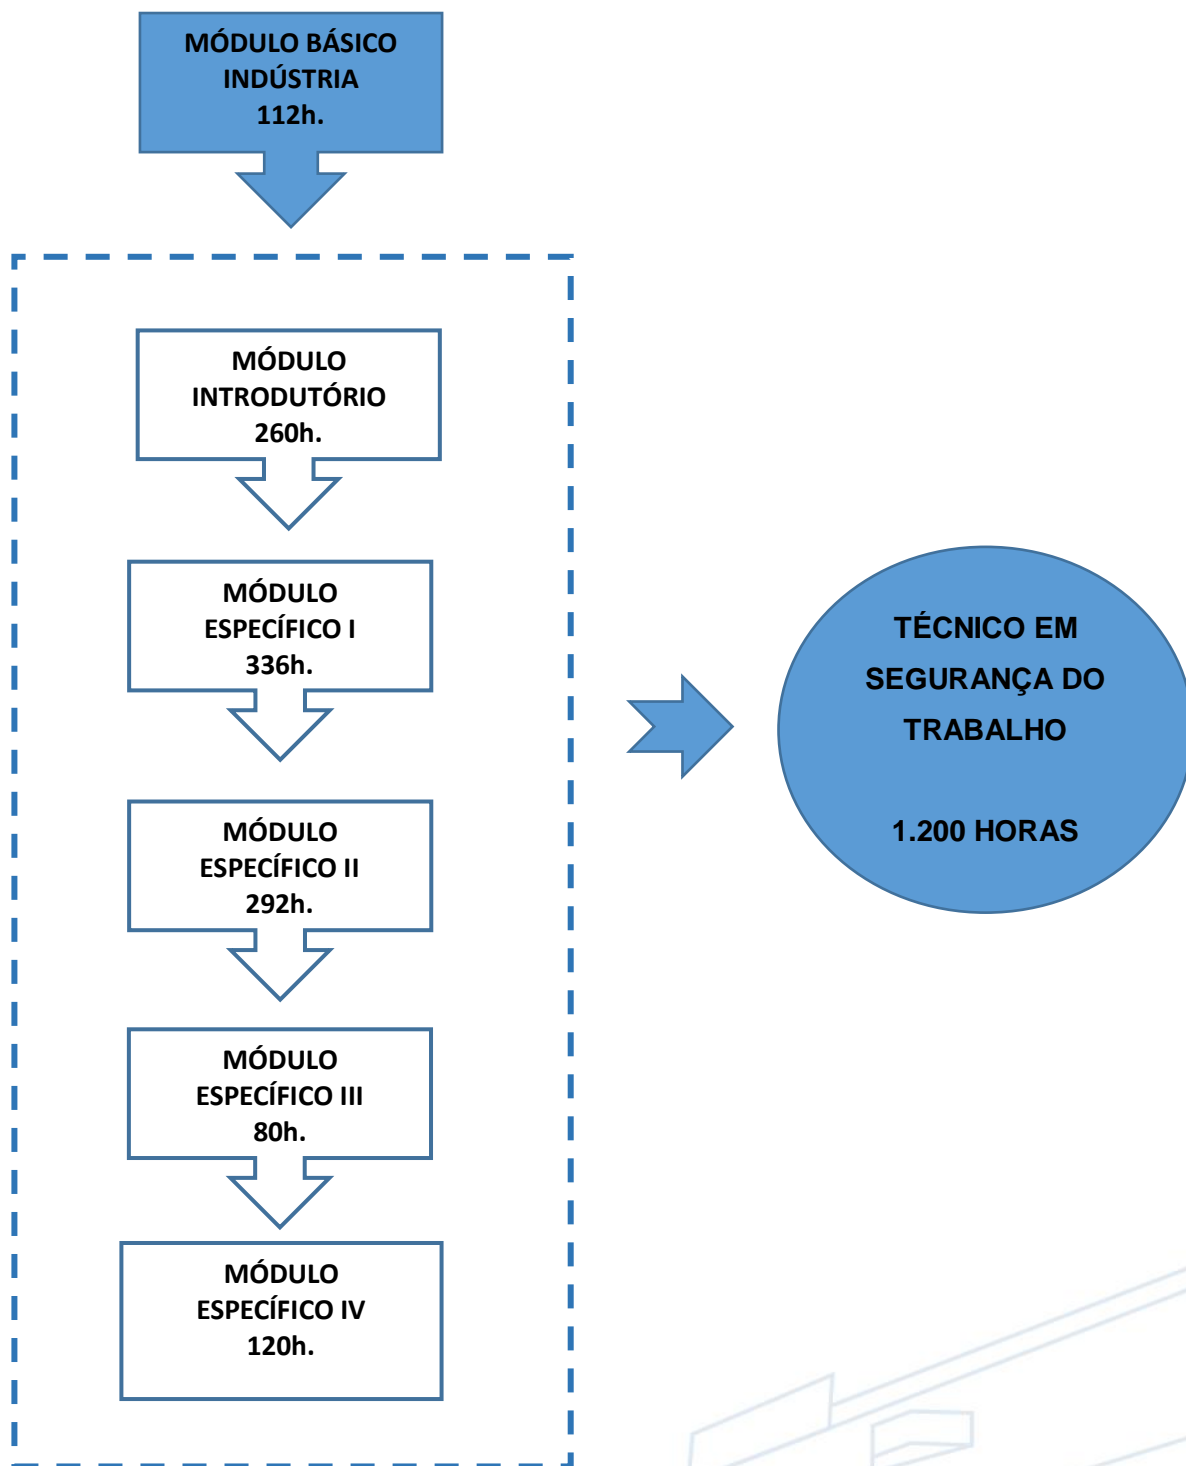 MÓDULO BÁSICO
INDÚSTRIA
112h.
MÓDULO
INTRODUTÓRIO
260h.
MÓDULO
ESPECÍFICO I
336h.
MÓDULO
ESPECÍFICO II
292h.
MÓDULO
ESPECÍFICO III
80h.
MÓDULO
ESPECÍFICO IV
120h.
TÉCNICO EM
SEGURANÇA DO
TRABALHO
1.200 HORAS